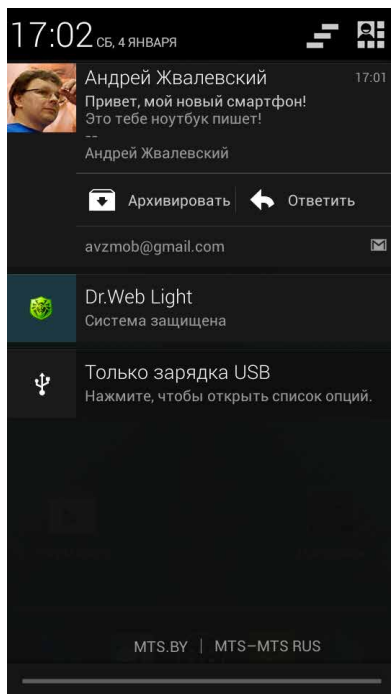 17:02 СБ, 4 ЯНВАРЯ
Андрей Жвалевский 17:01
Привет, мой новый смартфон!
Это тебе ноутбук пишет!
--
Андрей Жвалевский
Архивировать Ответить
avzmob@gmail.com
Dr.Web Light
Система защищена
Только зарядка USB
Нажмите, чтобы открыть список опций.
MTS.BY | MTS–MTS RUS